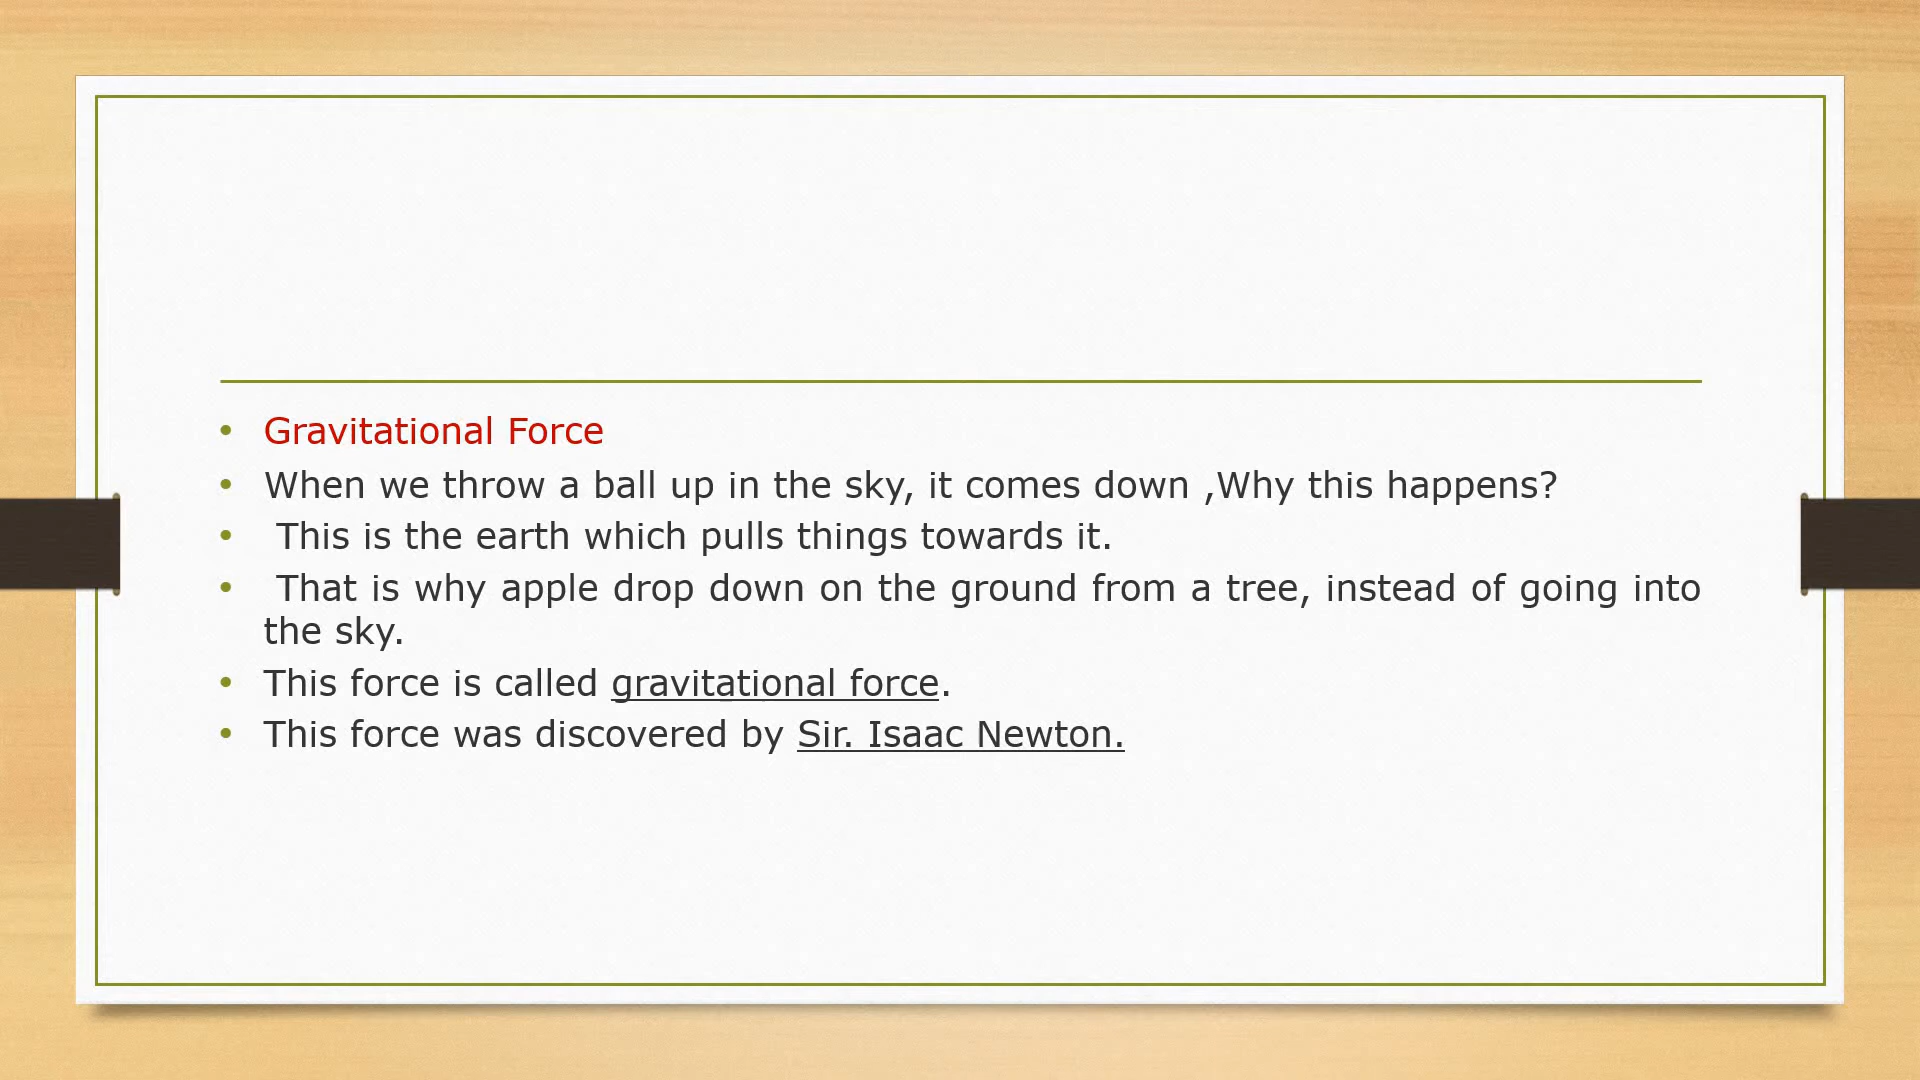 • Gravitational Force
• When we throw a ball up in the sky, it comes down ,Why this happens?
• This is the earth which pulls things towards it.
• That is why apple drop down on the ground from a tree, instead of going into
the sky.
• This force is called gravitational force.
• This force was discovered by Sir. Isaac Newton.